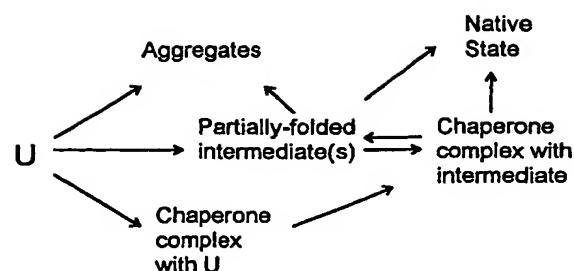 Native
State
Aggregates
Partially-folded
intermediate(s)
Chaperone
complex with
intermediate
U
Chaperone
complex
with U